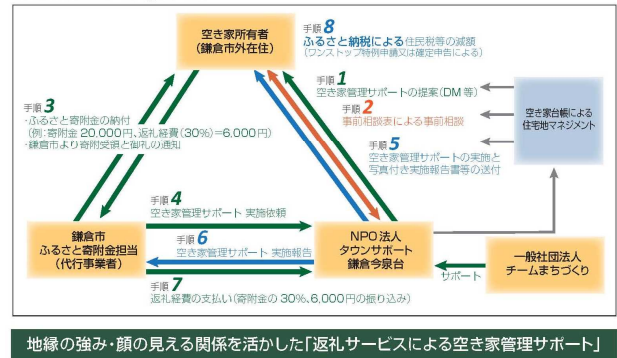 空き家所有者
(鎌倉市外在住)
手順8
ふるさと納税による住民税等の減額
(ワンストップ特例申請又は確定申告による)
手順1
空き家管理サポートの提案(DM等)
手順2
事前相談表による事前相談
手順5
空き家管理サポートの実施と
写真付き実施報告書等の送付
空き家台帳による
住宅地マネジメント
手順3
・ふるさと寄附金の納付
(例:寄附金20,000円、返礼経費(30%)=6,000円)
・鎌倉市より寄附受領と御礼の通知
手順4
空き家管理サポート 実施依頼
手順6
空き家管理サポート 実施報告
手順7
返礼経費の支払い(寄附金の30%、6,000円の振り込み)
鎌倉市
ふるさと寄附金担当
(代行事業者)
NPO法人
タウンサポート
鎌倉今泉台
サポート
一般社団法人
チームまちづくり
地縁の強み・顔の見える関係を活かした「返礼サービスによる空き家管理サポート」